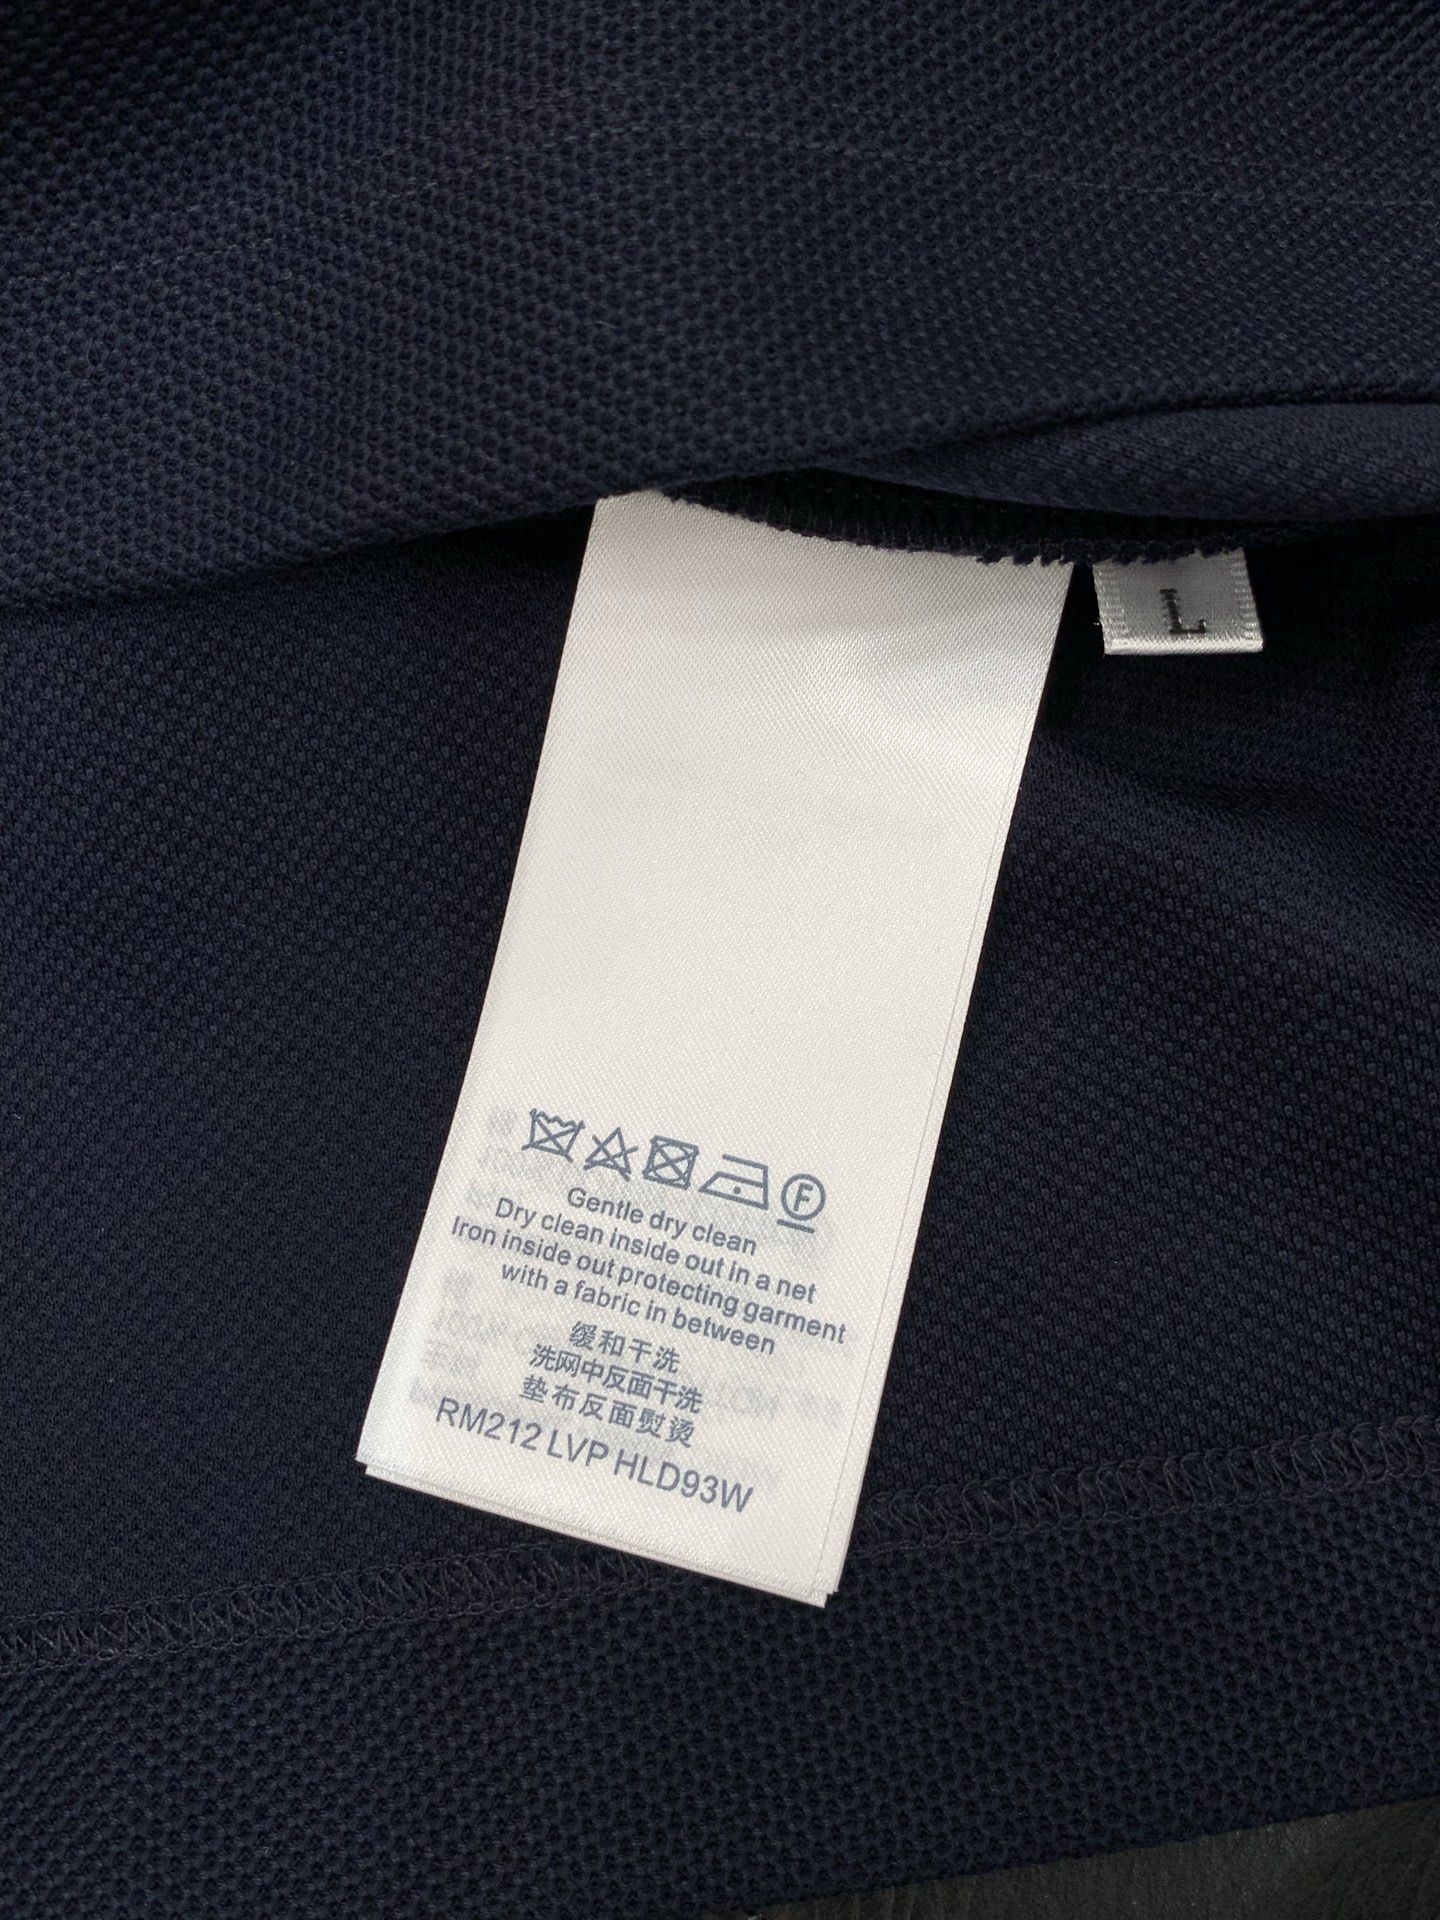 L
F
Gentle dry clean
Dry clean inside out in a net
Iron inside out protecting garment
with a fabric in between
缓和干洗
洗网中反面干洗
垫布反面熨烫
RM212 LVP HLD93W